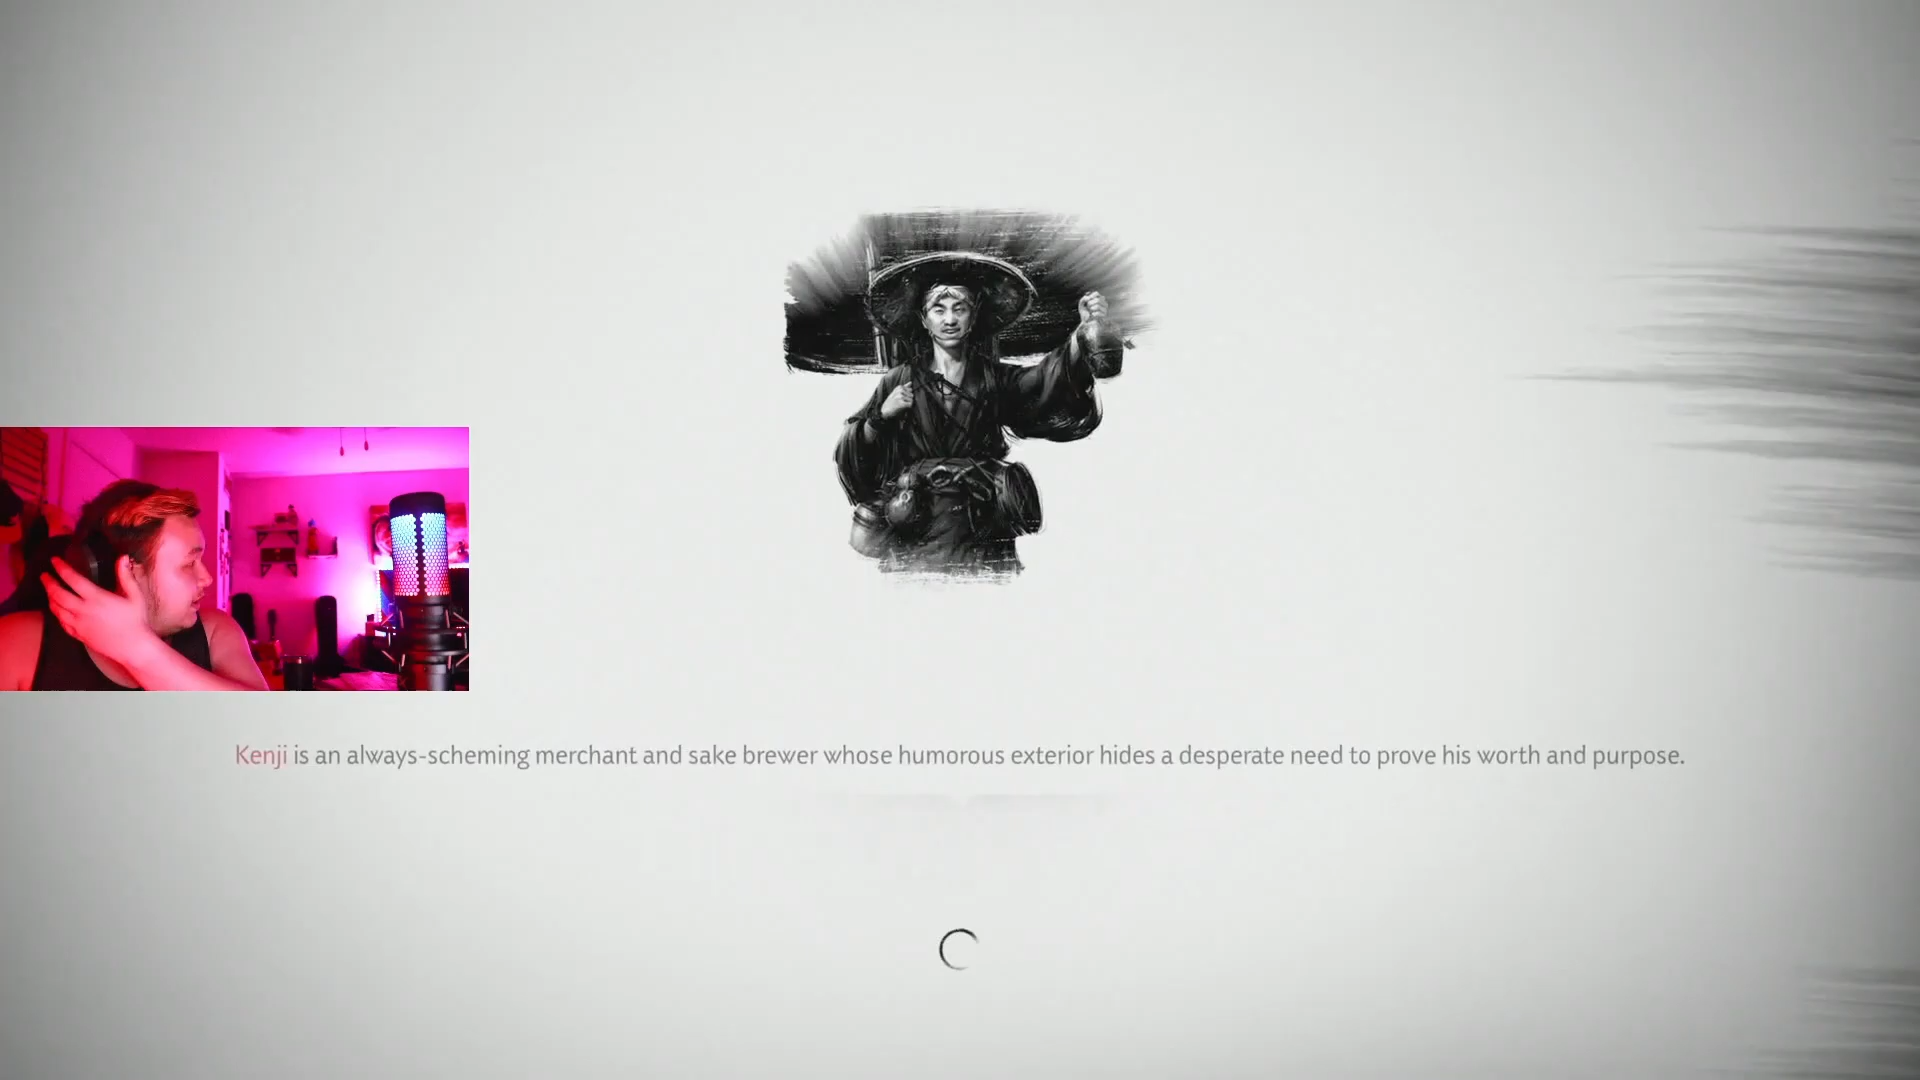 Kenji is an always-scheming merchant and sake brewer whose humorous exterior hides a desperate need to prove his worth and purpose.